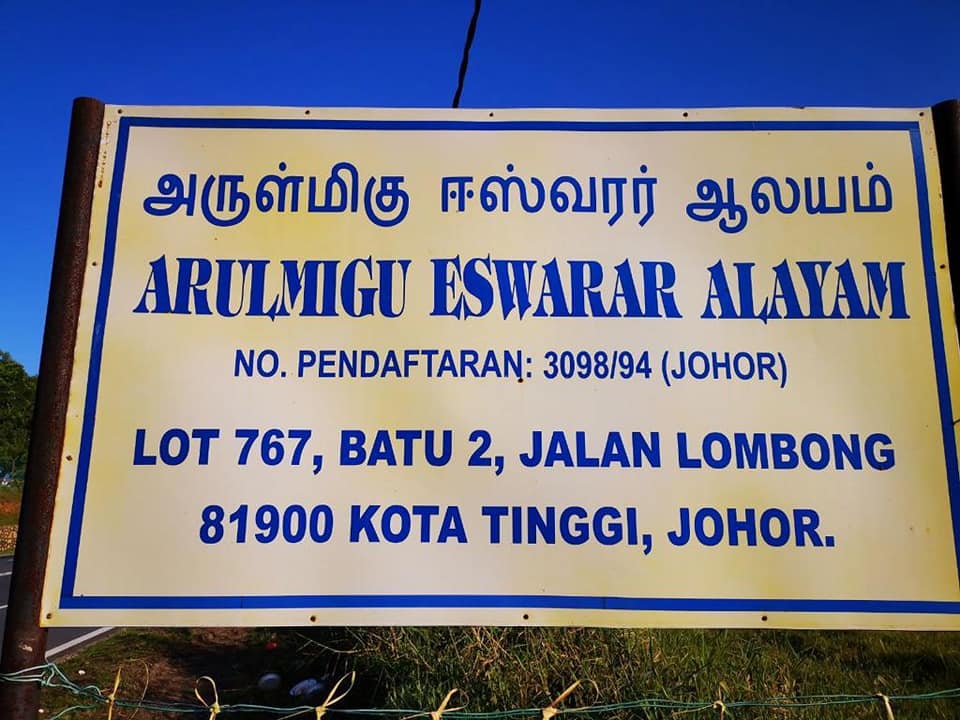 அருள்மிகு ஈஸ்வரர் ஆலயம்
ARULMIGU ESWARAR ALAYAM
NO. PENDAFTARAN: 3098/94 (JOHOR)
LOT 767, BATU 2, JALAN LOMBONG
81900 KOTA TINGGI, JOHOR.